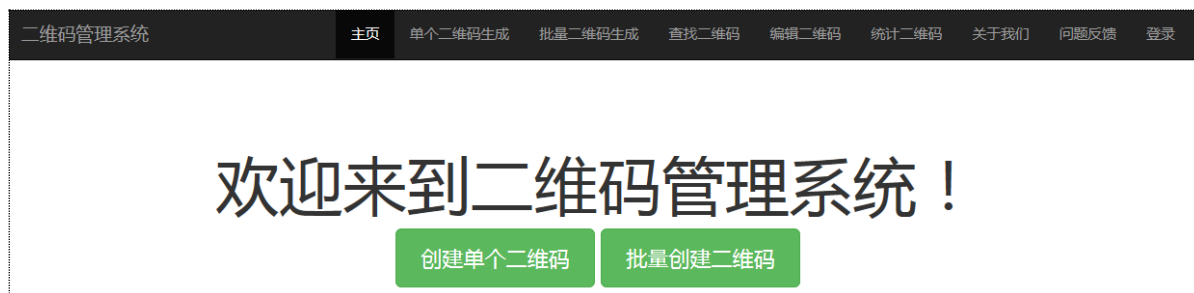 二维码管理系统 主页 单个二维码生成 批量二维码生成 查找二维码 编辑二维码 统计二维码 关于我们 问题反馈 登录
欢迎来到二维码管理系统！
创建单个二维码 批量创建二维码